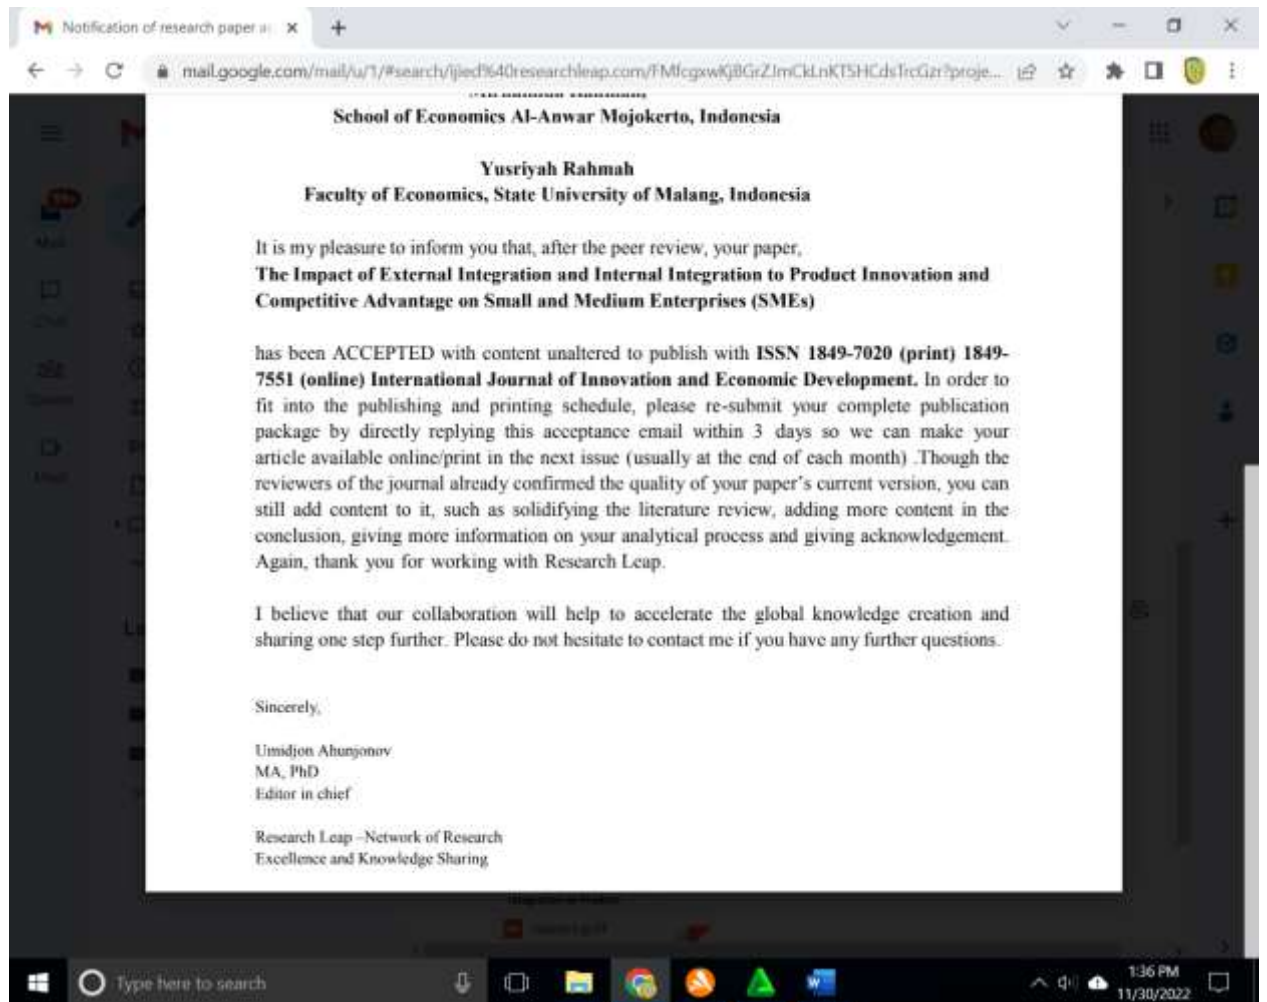 Notification of research paper a
mail.google.com/mail/u/1/#search/ijied%40researchleap.com/
School of Economics Al-Anwar Mojokerto, Indonesia
Yusriyah Rahmah
Faculty of Economics, State University of Malang, Indonesia
It is my pleasure to inform you that, after the peer review, your paper,
The Impact of External Integration and Internal Integration to Product Innovation and
Competitive Advantage on Small and Medium Enterprises (SMEs)
has been ACCEPTED with content unaltered to publish with ISSN 1849-7020 (print) 1849-
7551 (online) International Journal of Innovation and Economic Development. In order to
fit into the publishing and printing schedule, please re-submit your complete publication
package by directly replying this acceptance email within 3 days so we can make your
article available online/print in the next issue (usually at the end of each month) .Though the
reviewers of the journal already confirmed the quality of your paper's current version, you can
still add content to it, such as solidifying the literature review, adding more content in the
conclusion, giving more information on your analytical process and giving acknowledgement.
Again, thank you for working with Research Leap.
I believe that our collaboration will help to accelerate the global knowledge creation and
sharing one step further. Please do not hesitate to contact me if you have any further questions.
Sincerely,
Umidjon Ahunjonov
MA, PhD
Editor in chief
Research Leap –Network of Research
Excellence and Knowledge Sharing
Type here to search
1:36 PM
11/30/2022